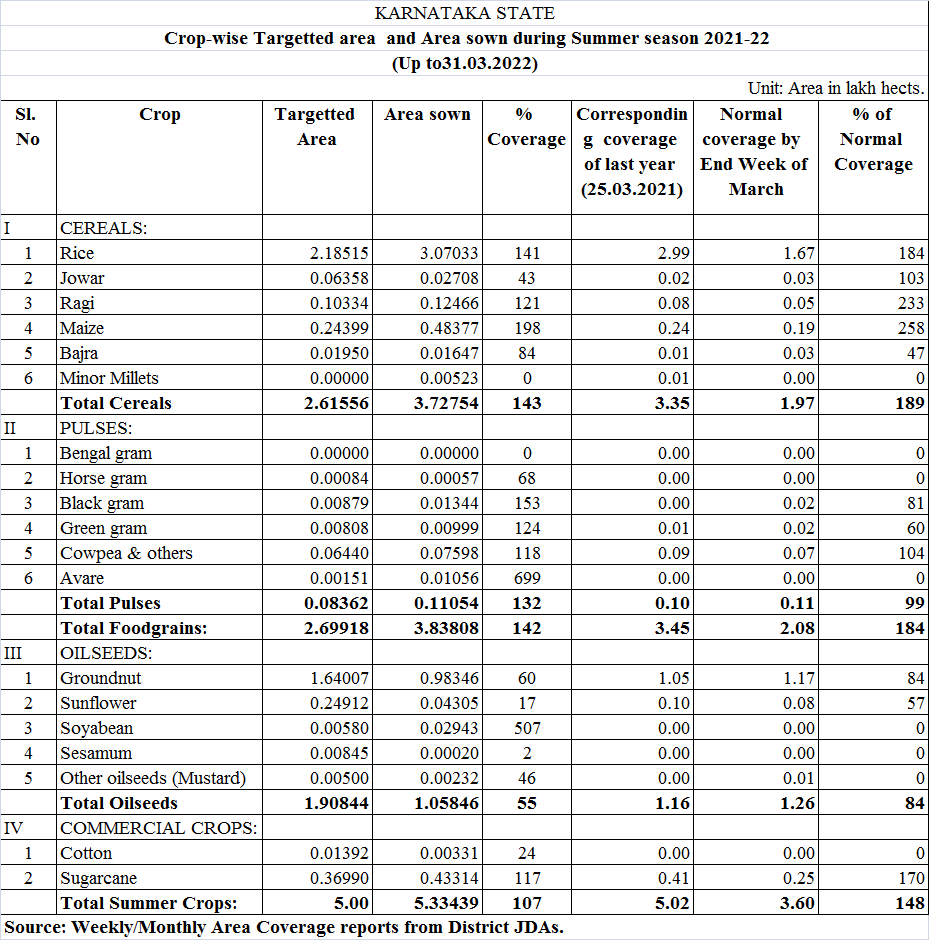 KARNATAKA STATE
Crop-wise Targetted area and Area sown during Summer season 2021-22
(Up to31.03.2022)
Unit: Area in lakh hects.
Sl. No Crop Targetted Area Area sown % Coverage Correspondin g coverage of last year (25.03.2021) Normal coverage by End Week of March % of Normal Coverage
I CEREALS:
1 Rice 2.18515 3.07033 141 2.99 1.67 184
2 Jowar 0.06358 0.02708 43 0.02 0.03 103
3 Ragi 0.10334 0.12466 121 0.08 0.05 233
4 Maize 0.24399 0.48377 198 0.24 0.19 258
5 Bajra 0.01950 0.01647 84 0.01 0.03 47
6 Minor Millets 0.00000 0.00523 0 0.01 0.00 0
Total Cereals 2.61556 3.72754 143 3.35 1.97 189
II PULSES:
1 Bengal gram 0.00000 0.00000 0 0.00 0.00 0
2 Horse gram 0.00084 0.00057 68 0.00 0.00 0
3 Black gram 0.00879 0.01344 153 0.00 0.02 81
4 Green gram 0.00808 0.00999 124 0.01 0.02 60
5 Cowpea & others 0.06440 0.07598 118 0.09 0.07 104
6 Avare 0.00151 0.01056 699 0.00 0.00 0
Total Pulses 0.08362 0.11054 132 0.10 0.11 99
Total Foodgrains: 2.69918 3.83808 142 3.45 2.08 184
III OILSEEDS:
1 Groundnut 1.64007 0.98346 60 1.05 1.17 84
2 Sunflower 0.24912 0.04305 17 0.10 0.08 57
3 Soyabean 0.00580 0.02943 507 0.00 0.00 0
4 Sesamum 0.00845 0.00020 2 0.00 0.00 0
5 Other oilseeds (Mustard) 0.00500 0.00232 46 0.00 0.01 0
Total Oilseeds 1.90844 1.05846 55 1.16 1.26 84
IV COMMERCIAL CROPS:
1 Cotton 0.01392 0.00331 24 0.00 0.00 0
2 Sugarcane 0.36990 0.43314 117 0.41 0.25 170
Total Summer Crops: 5.00 5.33439 107 5.02 3.60 148
Source: Weekly/Monthly Area Coverage reports from District JDAs.